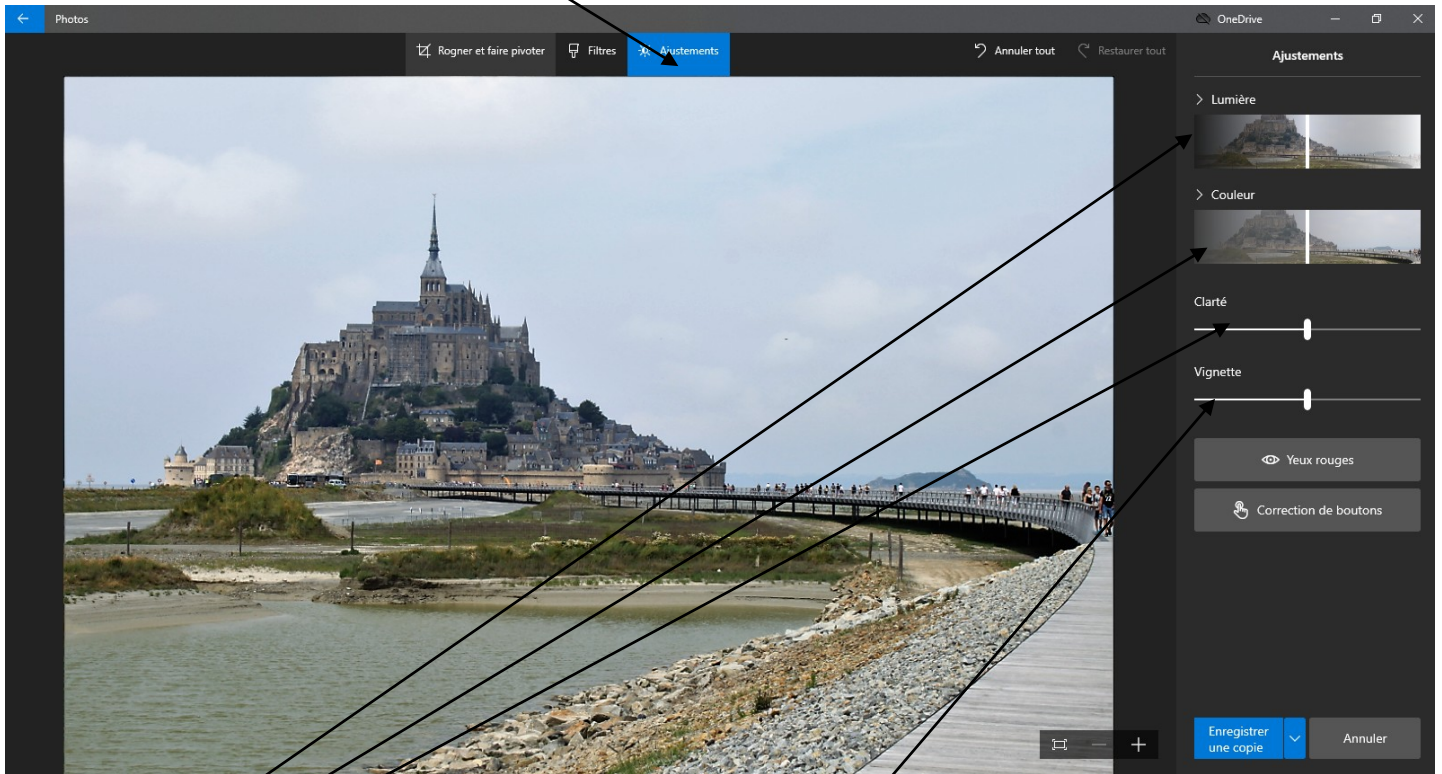 Photos
OneDrive
Rogner et faire pivoter
Filtres
Ajustements
Annuler tout
Restaurer tout
Ajustements
Lumière
Couleur
Clarté
Vignette
Yeux rouges
Correction de boutons
Enregistrer
une copie
Annuler